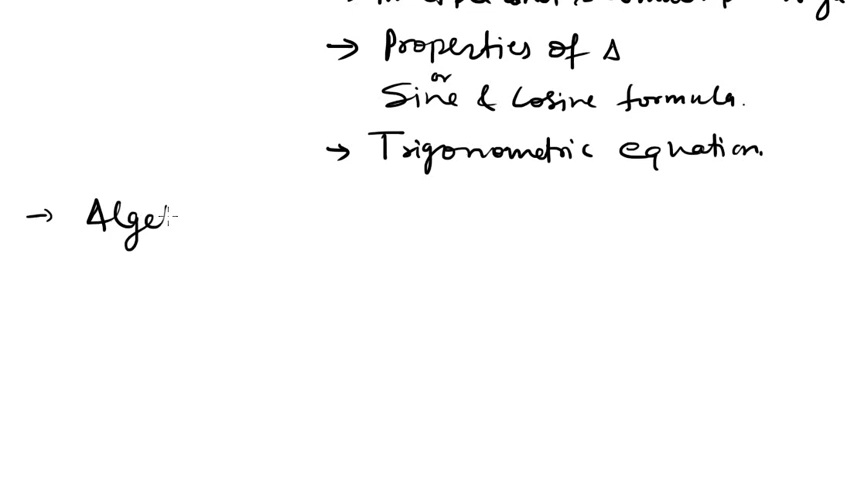 → Properties of Δ
or
Sine & Cosine formula.
→ Trigonometric equation.
→ Alge